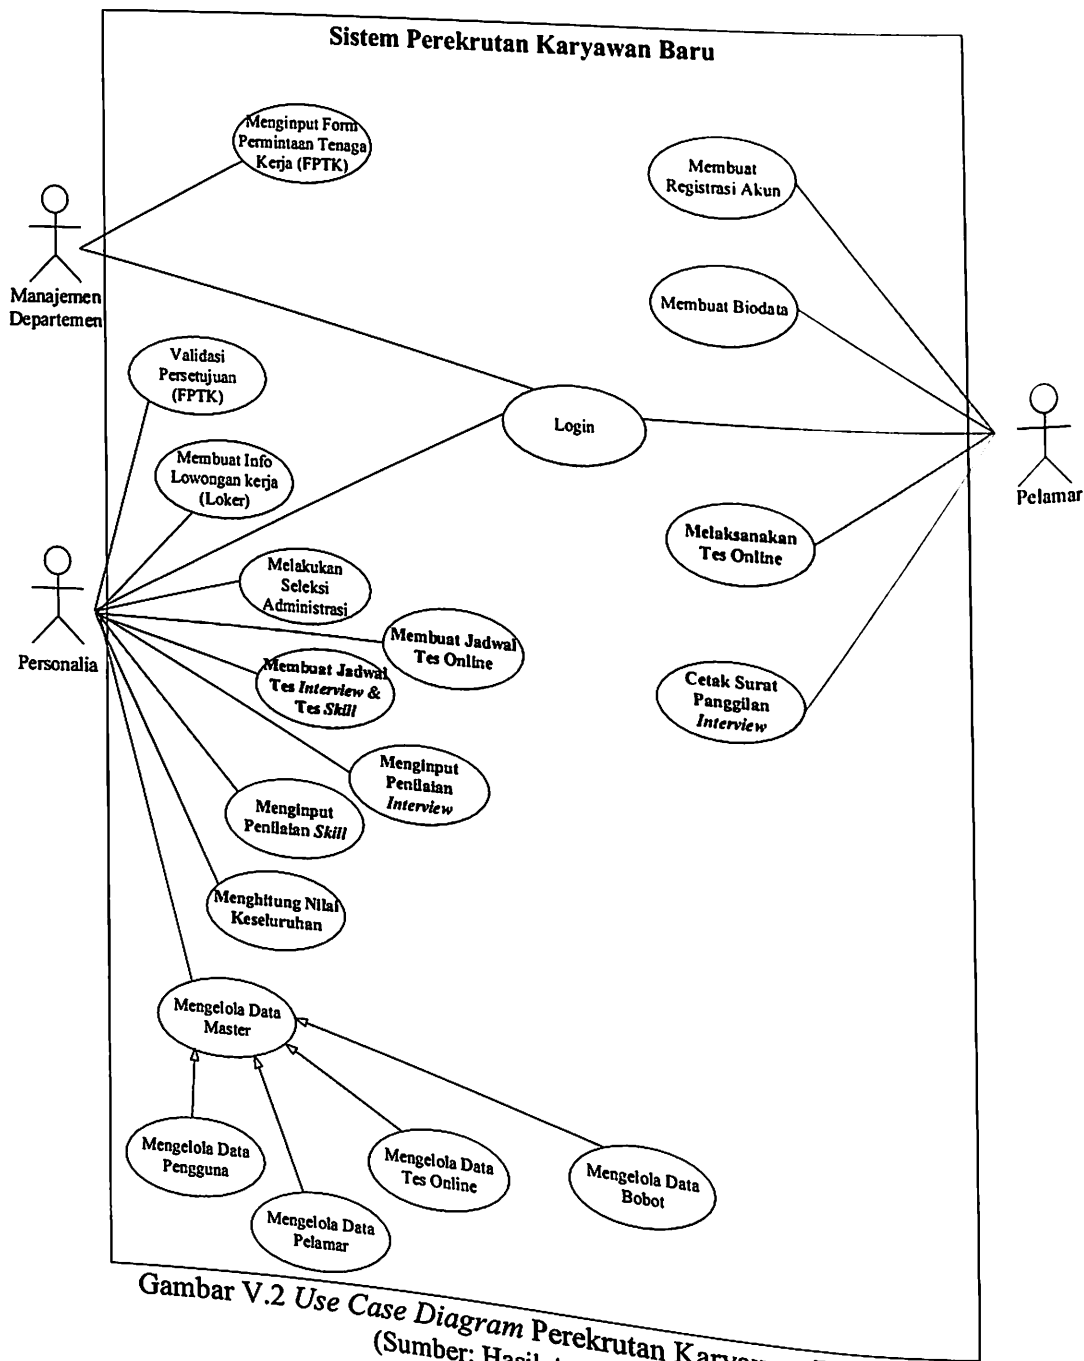 Sistem Perekrutan Karyawan Baru
Menginput Form
Permintaan Tenaga
Kerja (FPTK)
Membuat
Registrasi Akun
Manajemen
Departemen
Membuat Biodata
Validasi
Persetujuan
(FPTK)
Login
Membuat Info
Lowongan kerja
(Loker)
Pelamar
Melaksanakan
Tes Online
Melakukan
Seleksi
Administrasi
Personalia
Membuat Jadwal
Tes Online
Membuat Jadwal
Tes Interview &
Tes Skill
Cetak Surat
Panggilan
Interview
Menginput
Penilaian
Interview
Menginput
Penilaian Skill
Menghitung Nilai
Keseluruhan
Mengelola Data
Master
Mengelola Data
Pengguna
Mengelola Data
Tes Online
Mengelola Data
Bobot
Mengelola Data
Pelamar
Gambar V.2 Use Case Diagram Perekrutan
(Sumber: